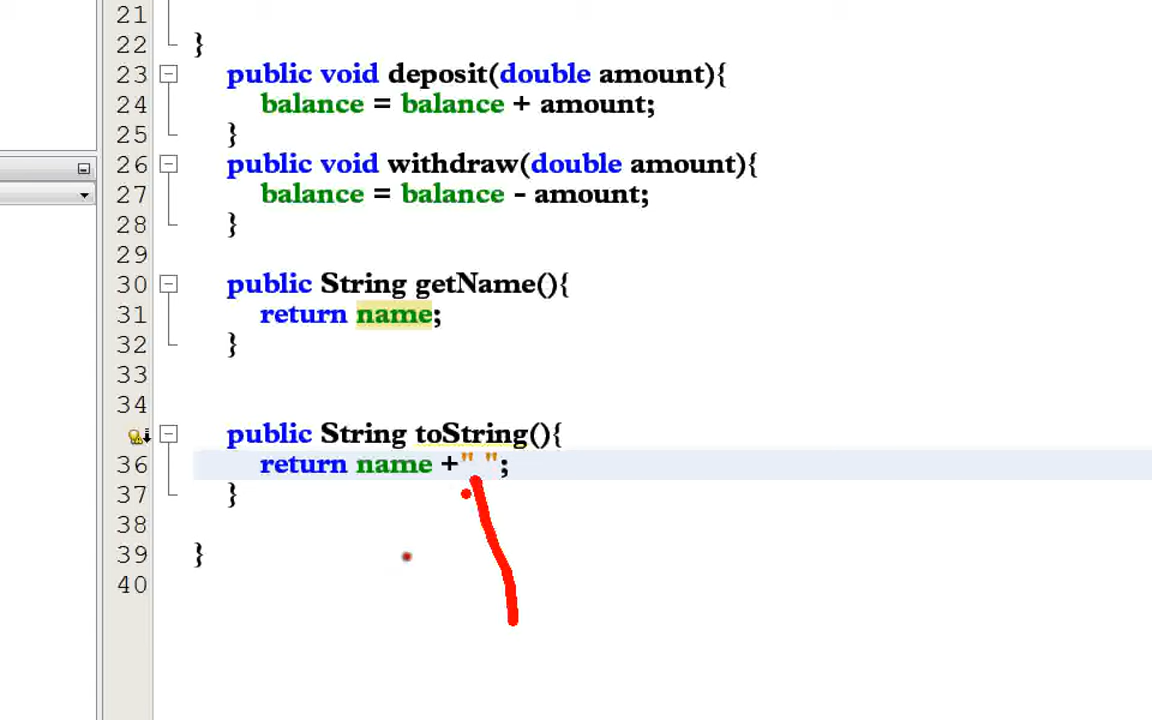 21
22 }
23 public void deposit(double amount){
24 balance = balance + amount;
25 }
26 public void withdraw(double amount){
27 balance = balance - amount;
28 }
29
30 public String getName(){
31 return name;
32 }
33
34
public String toString(){
36 return name +" ";
37 }
38
39 }
40